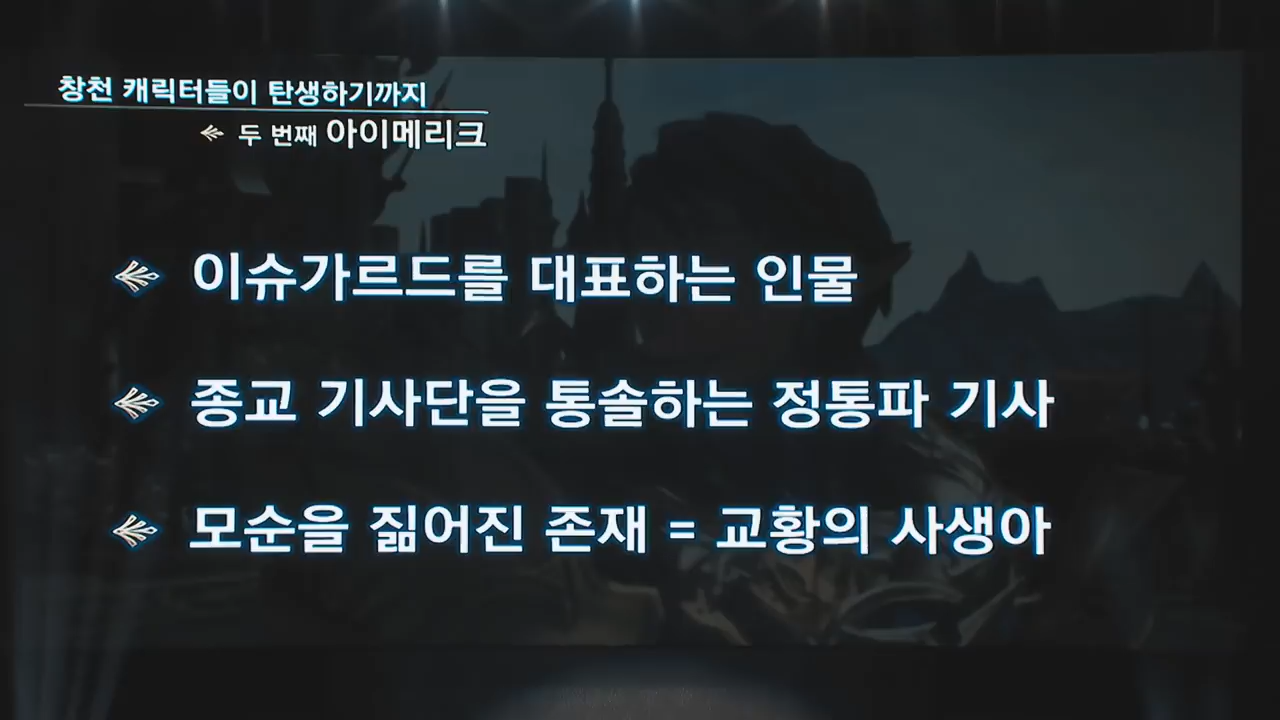 창천 캐릭터들이 탄생하기까지
두 번째 아이메리크
이슈가르드를 대표하는 인물
종교 기사단을 통솔하는 정통파 기사
모순을 짊어진 존재 = 교황의 사생아